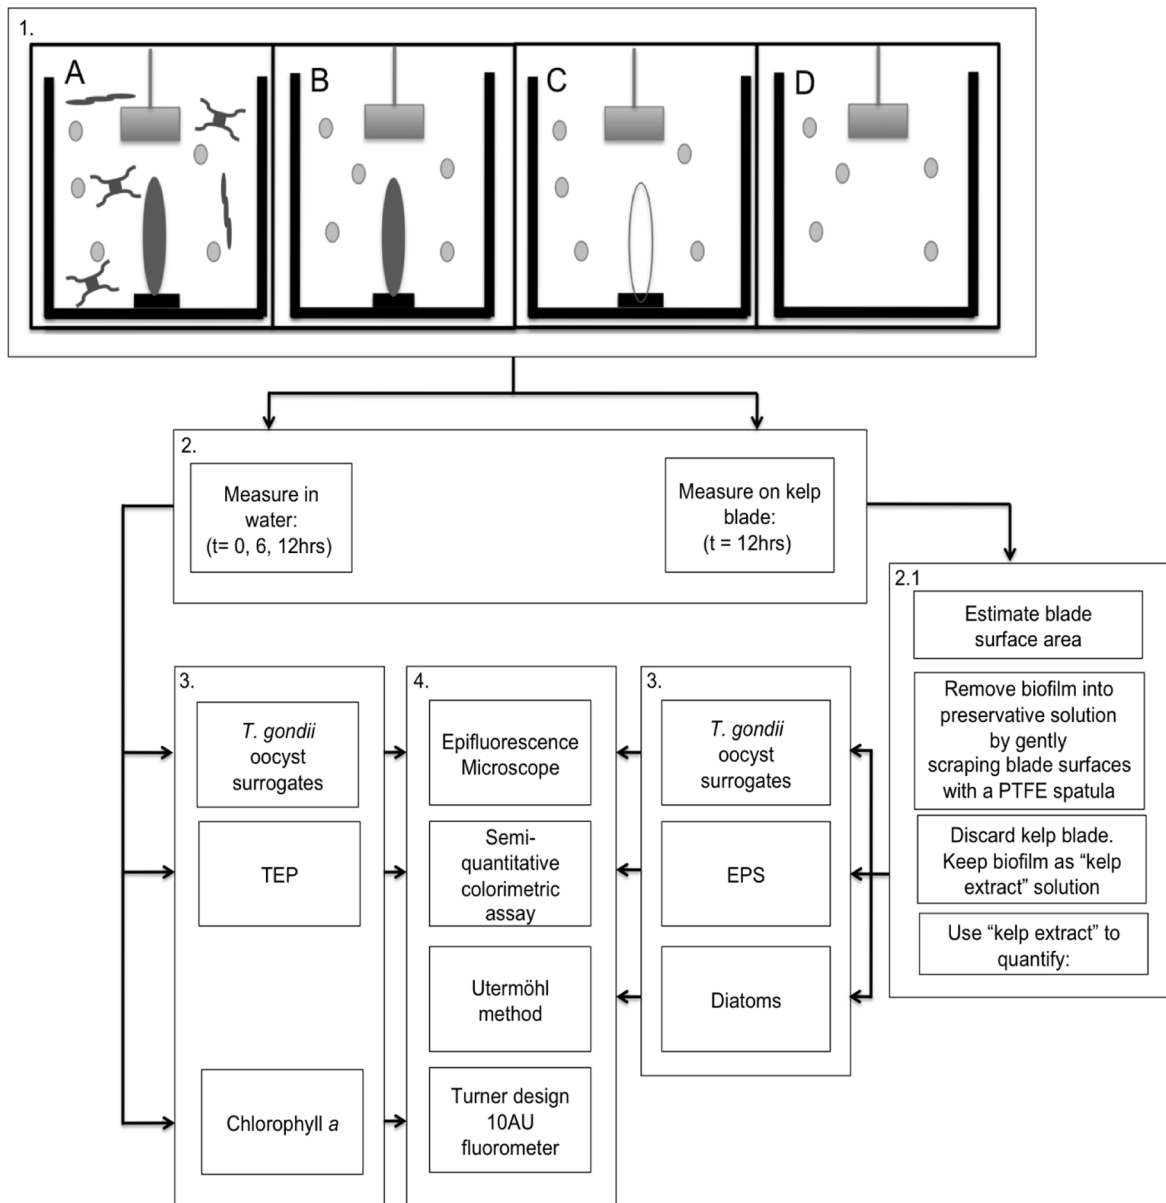 1.
A
B
C
D
2.
Measure in
water:
(t= 0, 6, 12hrs)
Measure on kelp
blade:
(t = 12hrs)
2.1
Estimate blade
surface area
Remove biofilm into
preservative solution
by gently
scraping blade surfaces
with a PTFE spatula
Discard kelp blade.
Keep biofilm as “kelp
extract” solution
Use “kelp extract” to
quantify:
3.
T. gondii
oocyst
surrogates
TEP
Chlorophyll a
4.
Epifluorescence
Microscope
Semi-
quantitative
colorimetric
assay
Utermöhl
method
Turner design
10AU
fluorometer
3.
T. gondii
oocyst
surrogates
EPS
Diatoms